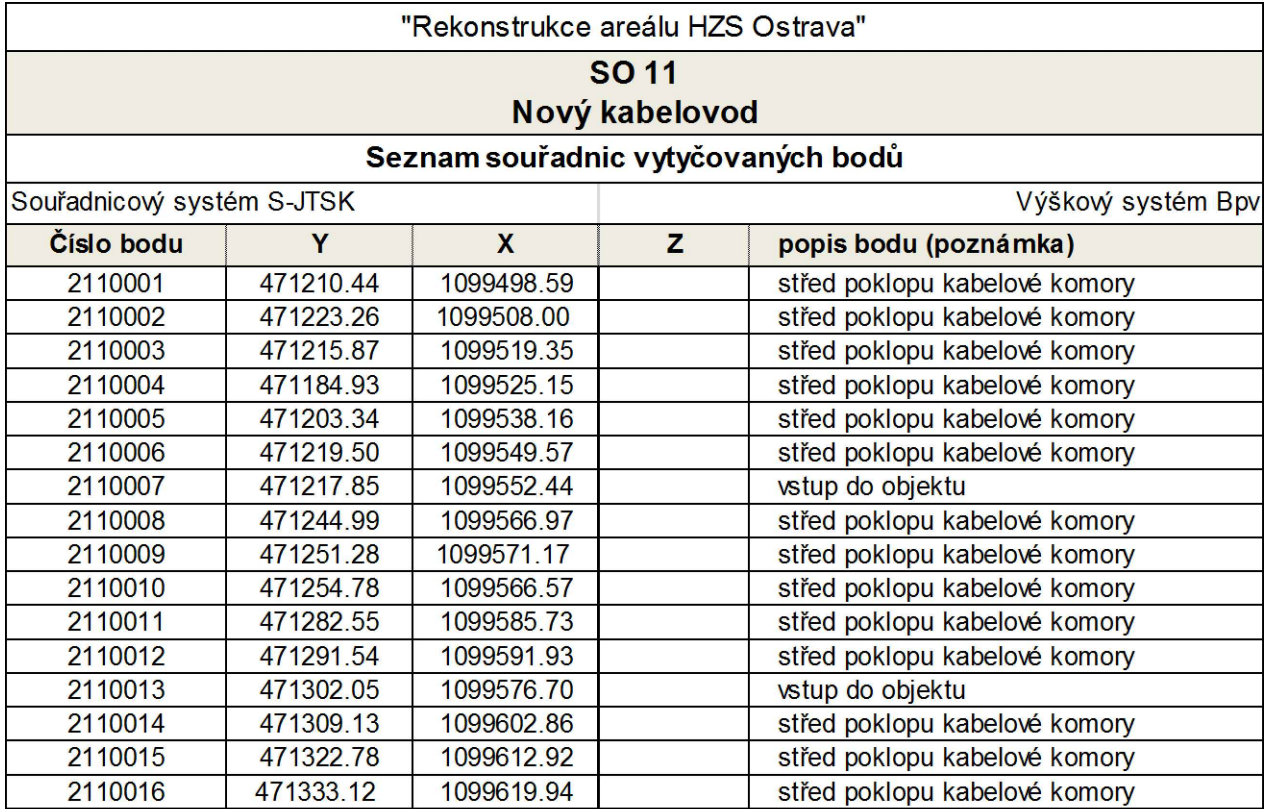 "Rekonstrukce areálu HZS Ostrava"
SO 11
Nový kabelovod
Seznam souřadnic vytyčovaných bodů
Souřadnicový systém S-JTSK Výškový systém Bpv
Číslo bodu Y X Z popis bodu (poznámka)
2110001 471210.44 1099498.59 střed poklopu kabelové komory
2110002 471223.26 1099508.00 střed poklopu kabelové komory
2110003 471215.87 1099519.35 střed poklopu kabelové komory
2110004 471184.93 1099525.15 střed poklopu kabelové komory
2110005 471203.34 1099538.16 střed poklopu kabelové komory
2110006 471219.50 1099549.57 střed poklopu kabelové komory
2110007 471217.85 1099552.44 vstup do objektu
2110008 471244.99 1099566.97 střed poklopu kabelové komory
2110009 471251.28 1099571.17 střed poklopu kabelové komory
2110010 471254.78 1099566.57 střed poklopu kabelové komory
2110011 471282.55 1099585.73 střed poklopu kabelové komory
2110012 471291.54 1099591.93 střed poklopu kabelové komory
2110013 471302.05 1099576.70 vstup do objektu
2110014 471309.13 1099602.86 střed poklopu kabelové komory
2110015 471322.78 1099612.92 střed poklopu kabelové komory
2110016 471333.12 1099619.94 střed poklopu kabelové komory